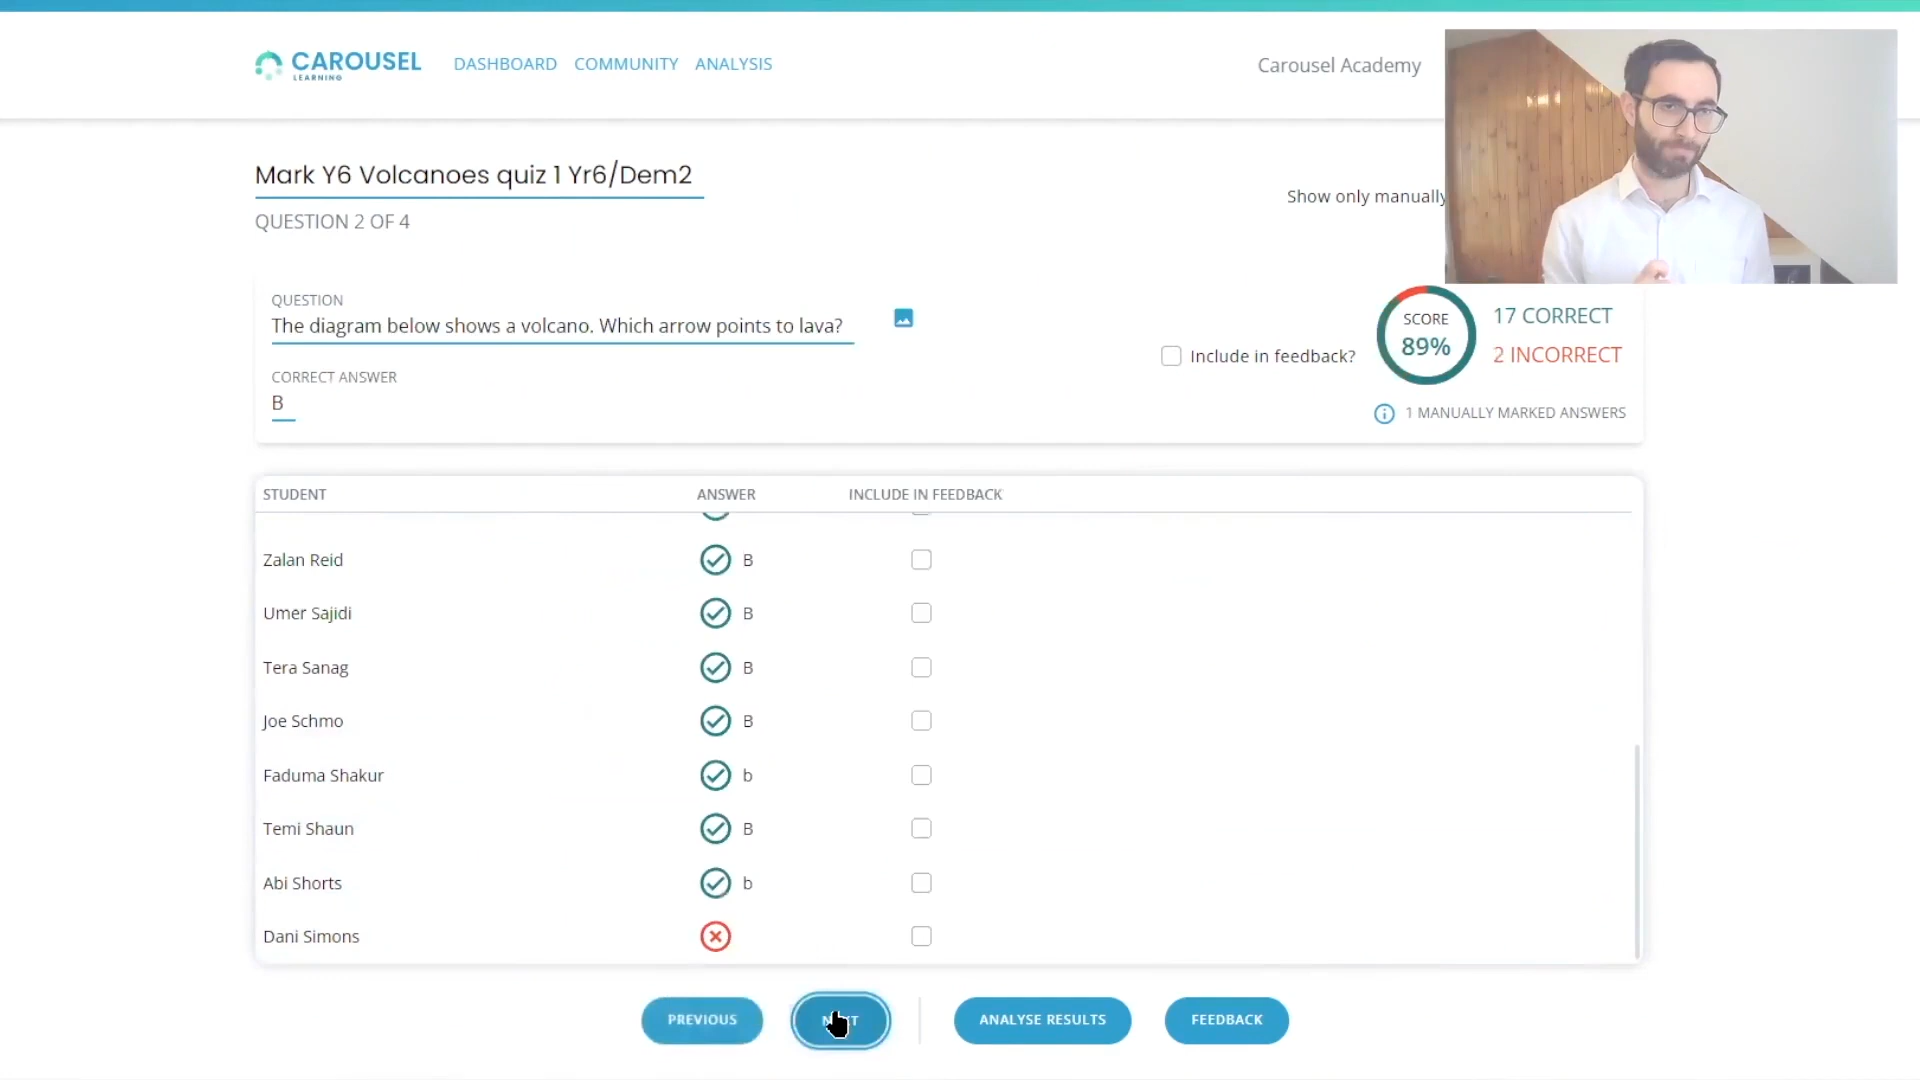 CAROUSEL
LEARNING
DASHBOARD COMMUNITY ANALYSIS
Carousel Academy
Mark Y6 Volcanoes quiz 1 Yr6/Dem2
QUESTION 2 OF 4
Show only manually
QUESTION
The diagram below shows a volcano. Which arrow points to lava?
CORRECT ANSWER
B
Include in feedback?
SCORE
89%
17 CORRECT
2 INCORRECT
1 MANUALLY MARKED ANSWERS
STUDENT ANSWER INCLUDE IN FEEDBACK
Zalan Reid B
Umer Sajidi B
Tera Sanag B
Joe Schmo B
Faduma Shakur b
Temi Shaun B
Abi Shorts b
Dani Simons
PREVIOUS ANALYSE RESULTS FEEDBACK